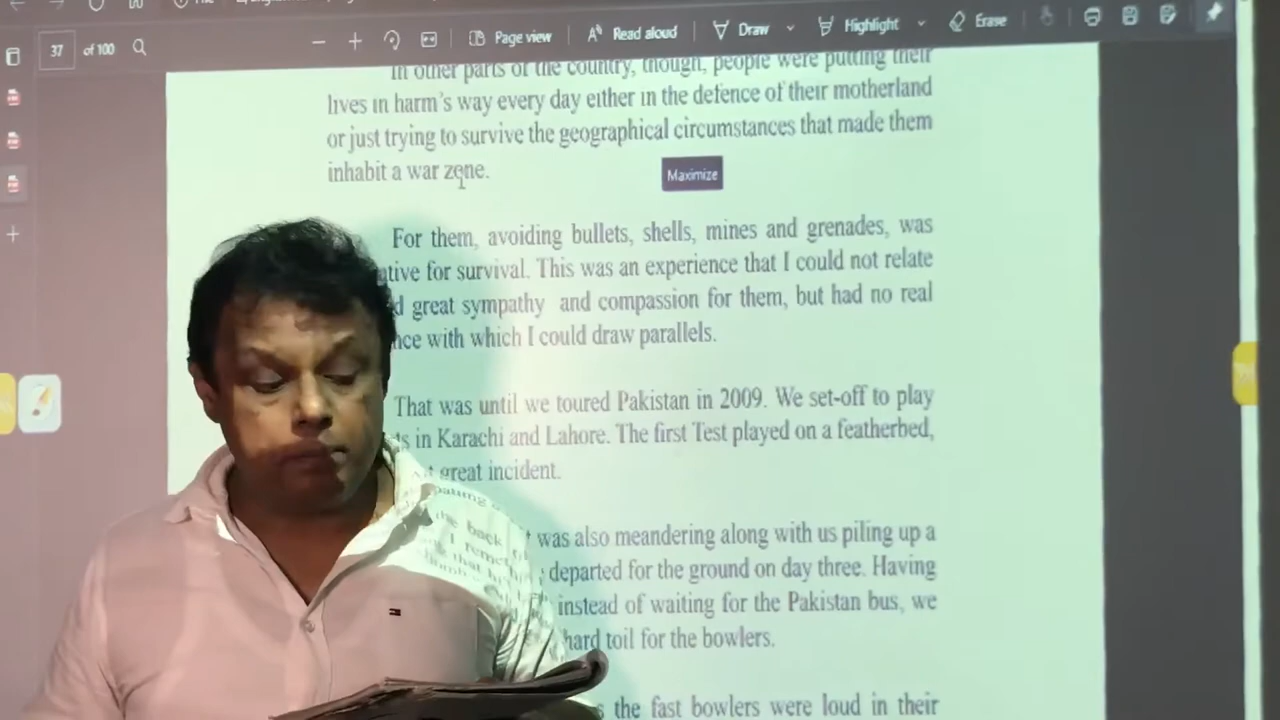 37 of 100
Page view
Read aloud
Draw
Highlight
Erase
In other parts of the country, though, people were putting their
lives in harm's way every day either in the defence of their motherland
or just trying to survive the geographical circumstances that made them
inhabit a war zone.
Maximize
For them, avoiding bullets, shells, mines and grenades, was
for survival. This was an experience that I could not relate
great sympathy and compassion for them, but had no real
with which I could draw parallels.
That was until we toured Pakistan in 2009. We set-off to play
in Karachi and Lahore. The first Test played on a featherbed,
great incident.
was also meandering along with us piling up a
departed for the ground on day three. Having
instead of waiting for the Pakistan bus, we
hard toil for the bowlers.
the fast bowlers were loud in their
the back of
that